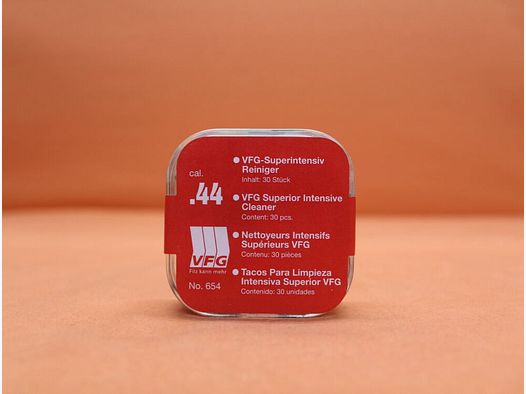 cal.
.44
VFG
Filz kann mehr
No. 654
VFG-Superintensiv
Reiniger
Inhalt: 30 Stück
VFG Superior Intensive
Cleaner
Content: 30 pcs.
Nettoyeurs Intensifs
Supérieurs VFG
Contenu: 30 pièces
Tacos Para Limpieza
Intensiva Superior VFG
Contenido: 30 unidades